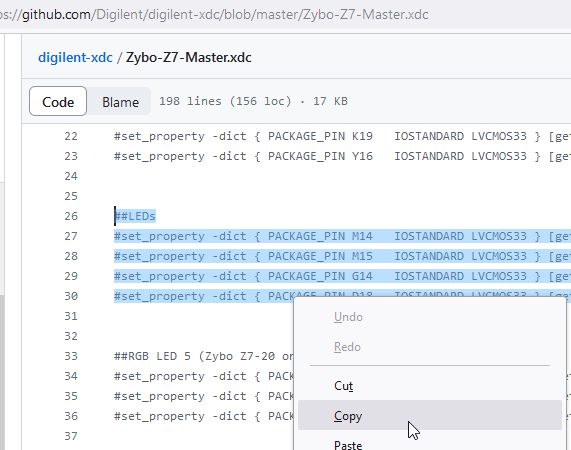 ps://github.com/Digilent/digilent-xdc/blob/master/Zybo-Z7-Master.xdc
digilent-xdc / Zybo-Z7-Master.xdc
Code Blame 198 lines (156 loc) · 17 KB
22 #set_property -dict { PACKAGE_PIN K19 IOSTANDARD LVCMOS33 } [get
23 #set_property -dict { PACKAGE_PIN Y16 IOSTANDARD LVCMOS33 } [get
24
25
26 ##LEDs
27 #set_property -dict { PACKAGE_PIN M14 IOSTANDARD LVCMOS33 } [get
28 #set_property -dict { PACKAGE_PIN M15 IOSTANDARD LVCMOS33 } [get
29 #set_property -dict { PACKAGE_PIN G14 IOSTANDARD LVCMOS33 } [get
30 #set_property -dict { PACKAGE_PIN D18 IOSTANDARD LVCMOS33 } [get
31
32
33 ##RGB LED 5 (Zybo Z7-20 on
34 #set_property -dict { PACK
35 #set_property -dict { PACK
36 #set_property -dict { PACK
37
Undo
Redo
Cut
Copy
Paste